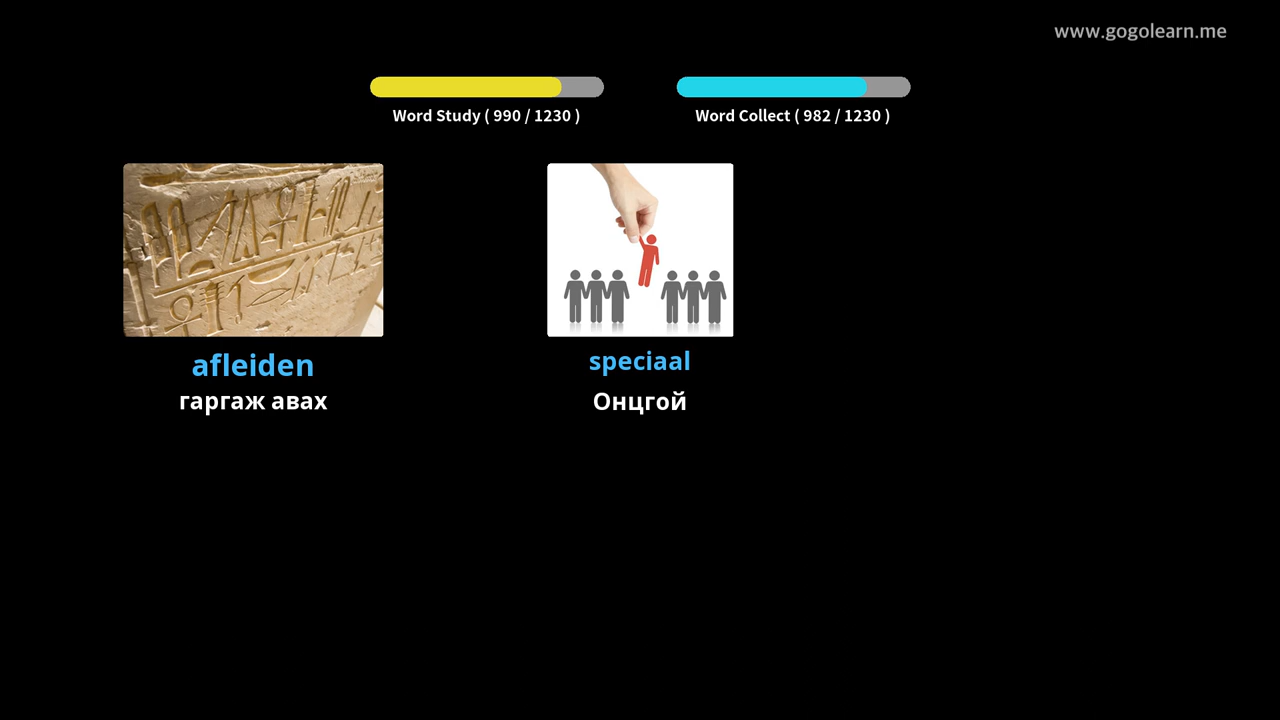 www.gogolearn.me
Word Study ( 990 / 1230 )
Word Collect ( 982 / 1230 )
afleiden
гаргаж авах
speciaal
Онцгой